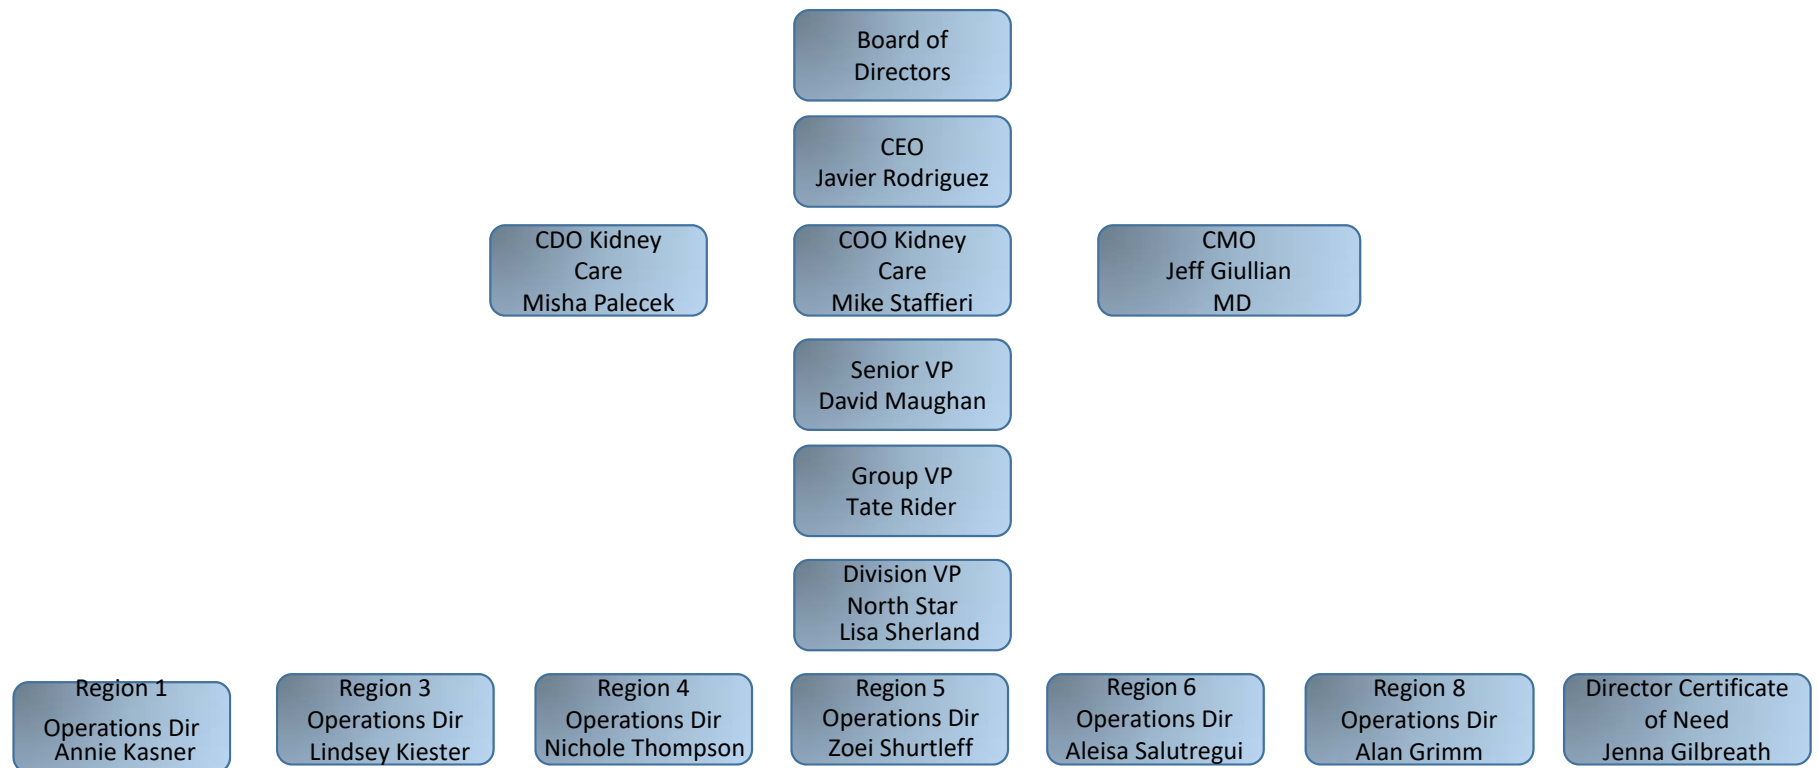 Board of
Directors
CEO
Javier Rodriguez
CDO Kidney
Care
Misha Palecek
COO Kidney
Care
Mike Staffieri
CMO
Jeff Giullian
MD
Senior VP
David Maughan
Group VP
Tate Rider
Division VP
North Star
Lisa Sherland
Region 1
Operations Dir
Annie Kasner
Region 3
Operations Dir
Lindsey Kiester
Region 4
Operations Dir
Nichole Thompson
Region 5
Operations Dir
Zoei Shurtleff
Region 6
Operations Dir
Aleisa Salutregui
Region 8
Operations Dir
Alan Grimm
Director Certificate
of Need
Jenna Gilbreath